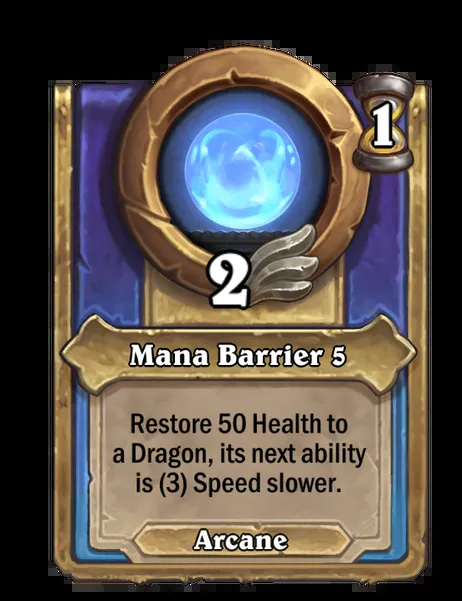 1
2
Mana Barrier 5
Restore 50 Health to
a Dragon, its next ability
is (3) Speed slower.
Arcane